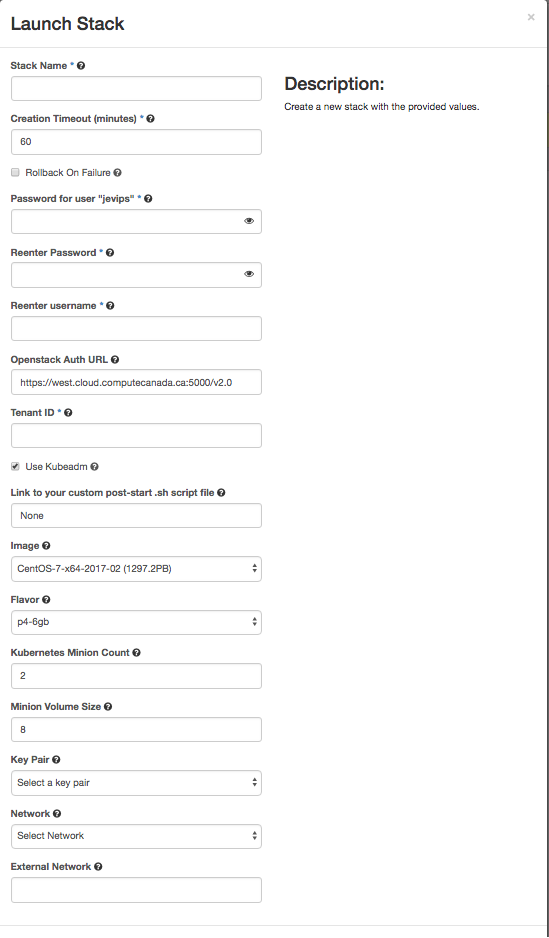 Launch Stack
×
Stack Name *
Description:
Create a new stack with the provided values.
Creation Timeout (minutes) *
60
Rollback On Failure
Password for user "jevips" *
Reenter Password *
Reenter username *
Openstack Auth URL
https://west.cloud.computecanada.ca:5000/v2.0
Tenant ID *
Use Kubeadm
Link to your custom post-start .sh script file
None
Image
CentOS-7-x64-2017-02 (1297.2PB)
Flavor
p4-6gb
Kubernetes Minion Count
2
Minion Volume Size
8
Key Pair
Select a key pair
Network
Select Network
External Network